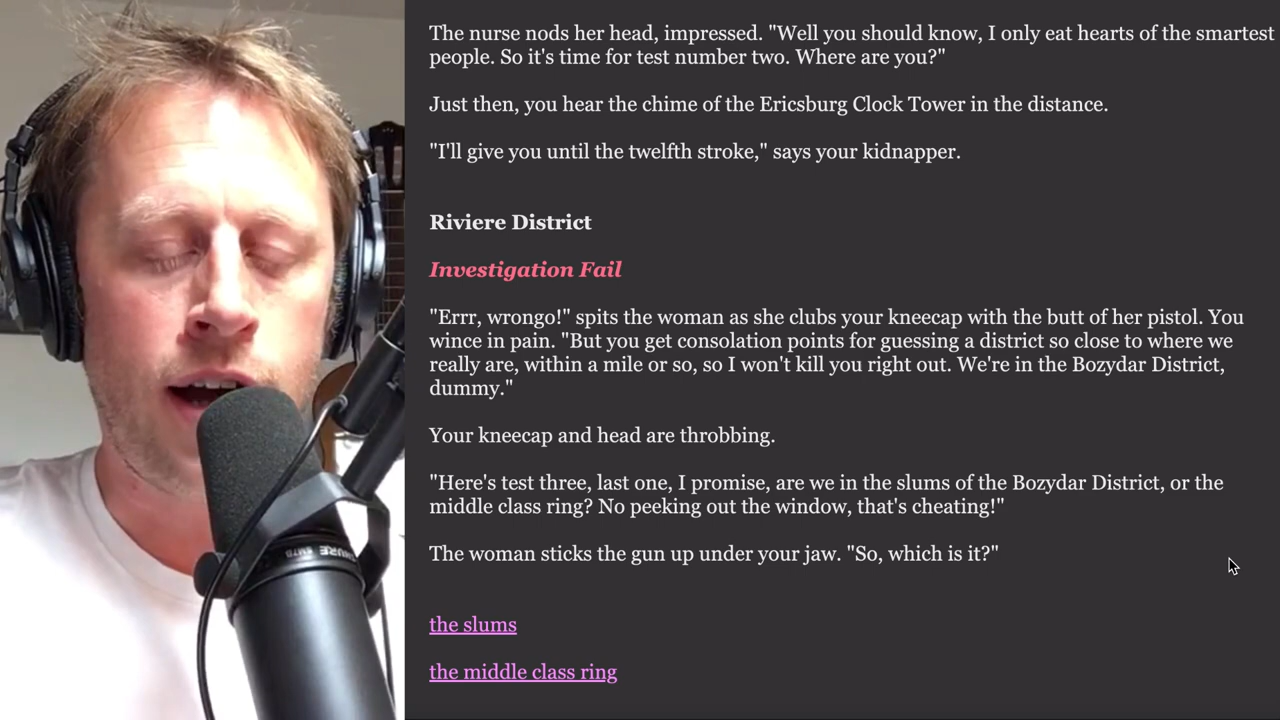 The nurse nods her head, impressed. "Well you should know, I only eat hearts of the smartest
people. So it's time for test number two. Where are you?"
Just then, you hear the chime of the Ericsburg Clock Tower in the distance.
"I'll give you until the twelfth stroke," says your kidnapper.
Riviere District
Investigation Fail
"Errr, wrongo!" spits the woman as she clubs your kneecap with the butt of her pistol. You
wince in pain. "But you get consolation points for guessing a district so close to where we
really are, within a mile or so, so I won't kill you right out. We're in the Bozydar District,
dummy."
Your kneecap and head are throbbing.
"Here's test three, last one, I promise, are we in the slums of the Bozydar District, or the
middle class ring? No peeking out the window, that's cheating!"
The woman sticks the gun up under your jaw. "So, which is it?"
the slums
the middle class ring
SHURE SM7B